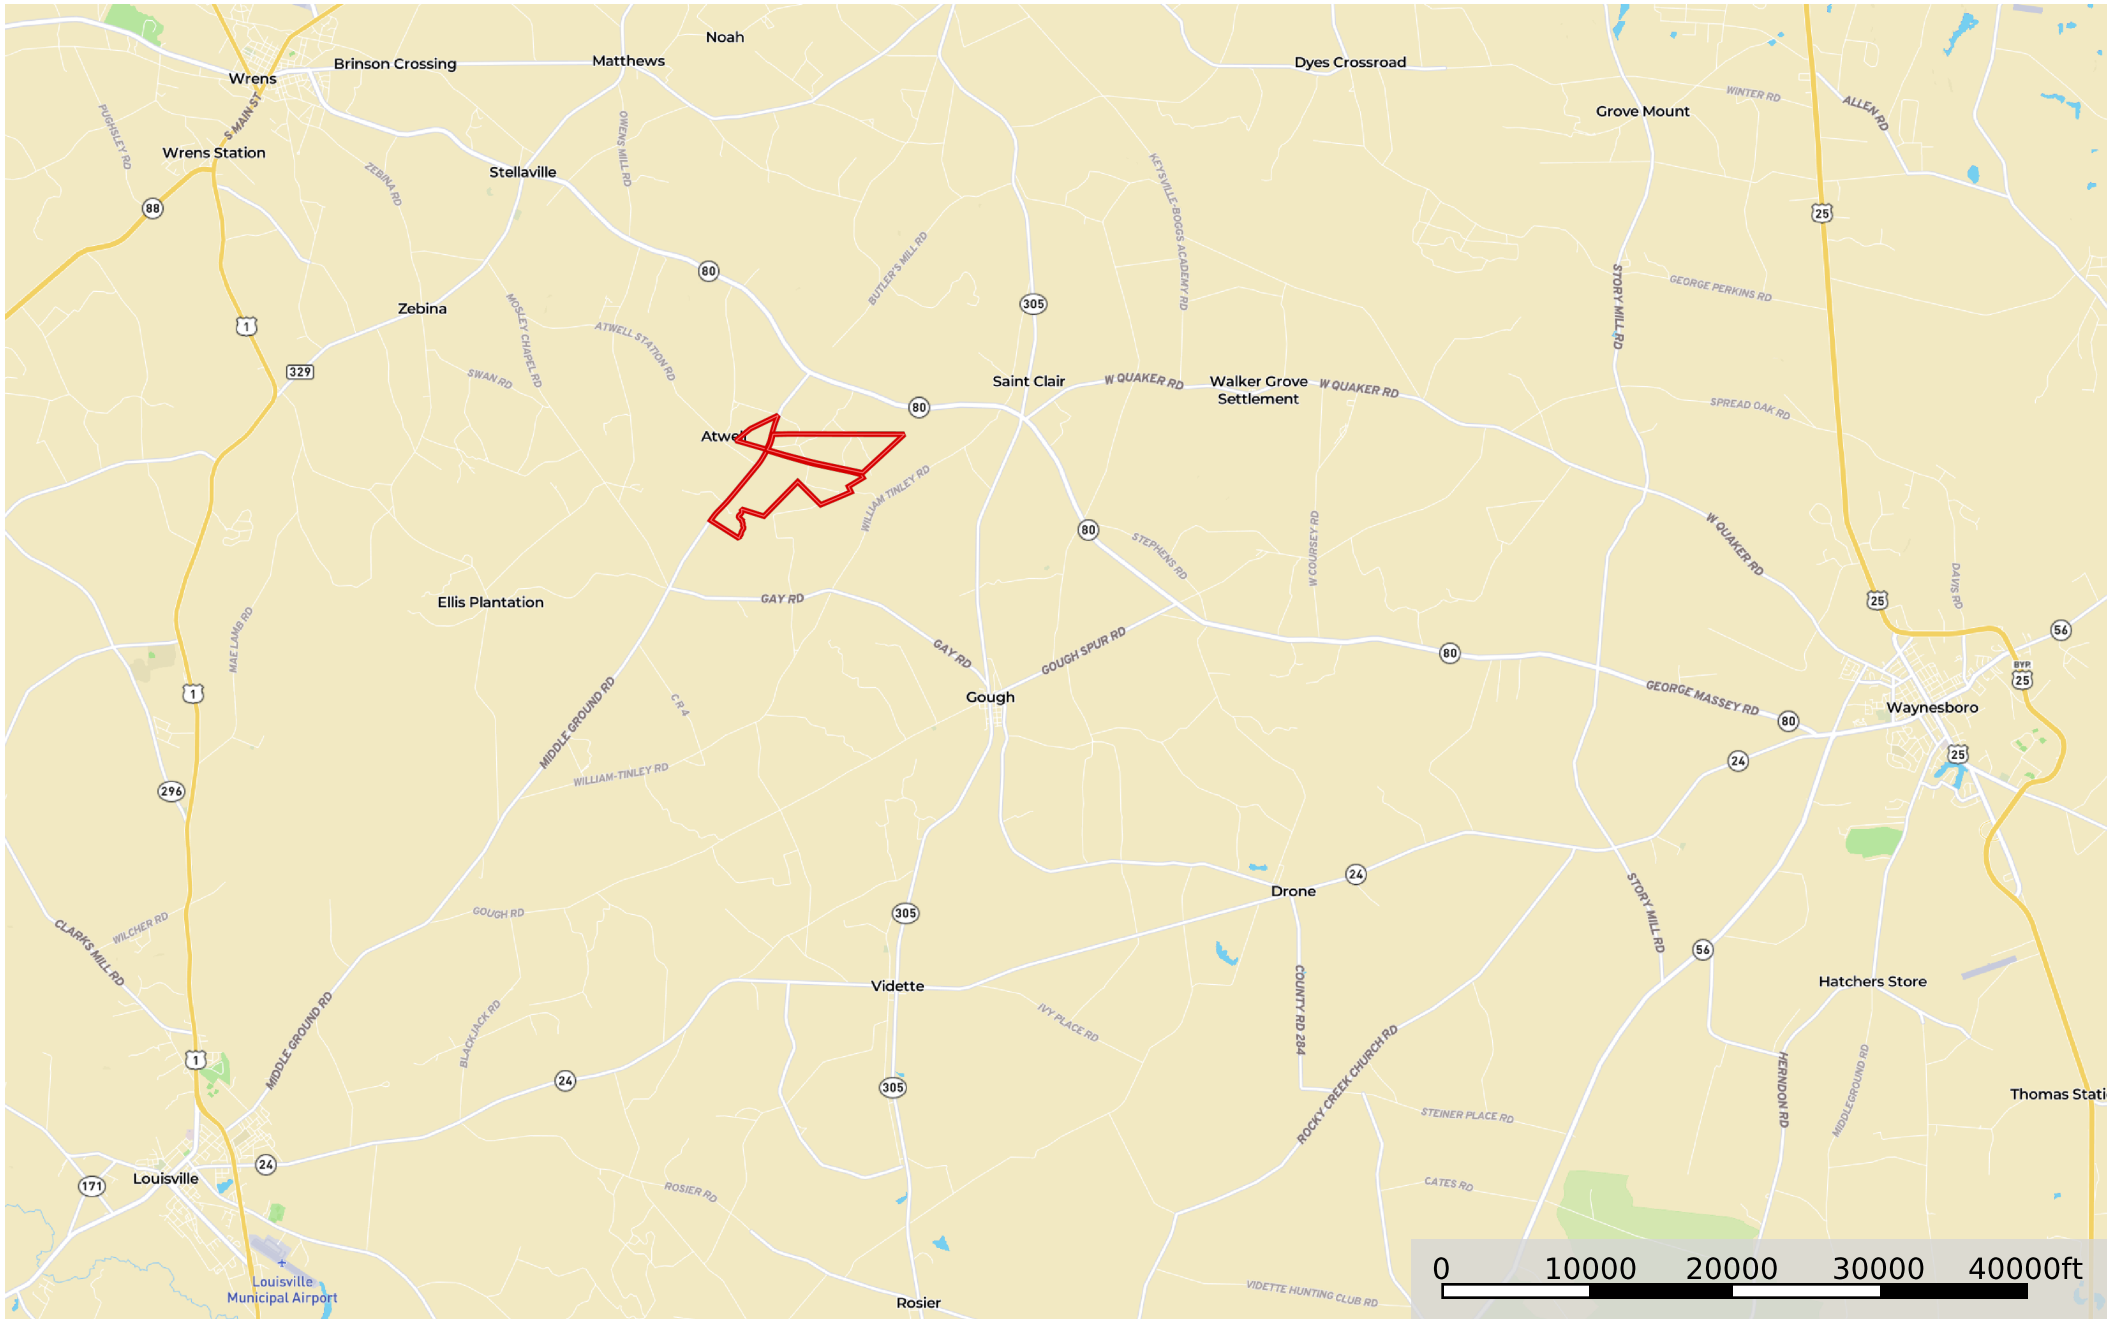 Noah
Brinson Crossing
Matthews
Dyes Crossroad
Wrens
WINTER RD
ALLEN RD
Grove Mount
S MAIN ST
PUGHSLEY RD
OWENS MILL RD
Wrens Station
Stellaville
ZEBINA RD
KEYSVILLE-BOGGS ACADEMY RD
88
25
BUTLER'S MILL RD
80
GEORGE PERKINS RD
STORY MILL RD
Zebina
305
1
MOSLEY CHAPEL RD
ATWELL STATION RD
329
SWAN RD
Saint Clair
W QUAKER RD
Walker Grove
Settlement
W QUAKER RD
80
SPREAD OAK RD
WILLIAM TINLEY RD
80
STEPHENS RD
W COURSEY RD
W QUAKER RD
DAVIS RD
25
Ellis Plantation
GAY RD
MAE LAMB RD
56
GAY RD
GOUGH SPUR RD
80
BYP
25
1
Gough
C R 4
GEORGE MASSEY RD
Waynesboro
80
MIDDLE GROUND RD
25
24
WILLIAM-TINLEY RD
296
24
Drone
305
GOUGH RD
WILCHER RD
CLARKS MILL RD
STORY MILL RD
56
Vidette
Hatchers Store
MIDDLE GROUND RD
BLACKJACK RD
IVY PLACE RD
COUNTY RD 284
1
24
305
ROCKY CREEK CHURCH RD
HERNDON RD
MIDDLEGROUND RD
STEINER PLACE RD
Thomas Stati
24
Louisville
171
ROSIER RD
CATES RD
Louisville
Municipal Airport
VIDETTE HUNTING CLUB RD
Rosier
0 10000 20000 30000 40000ft